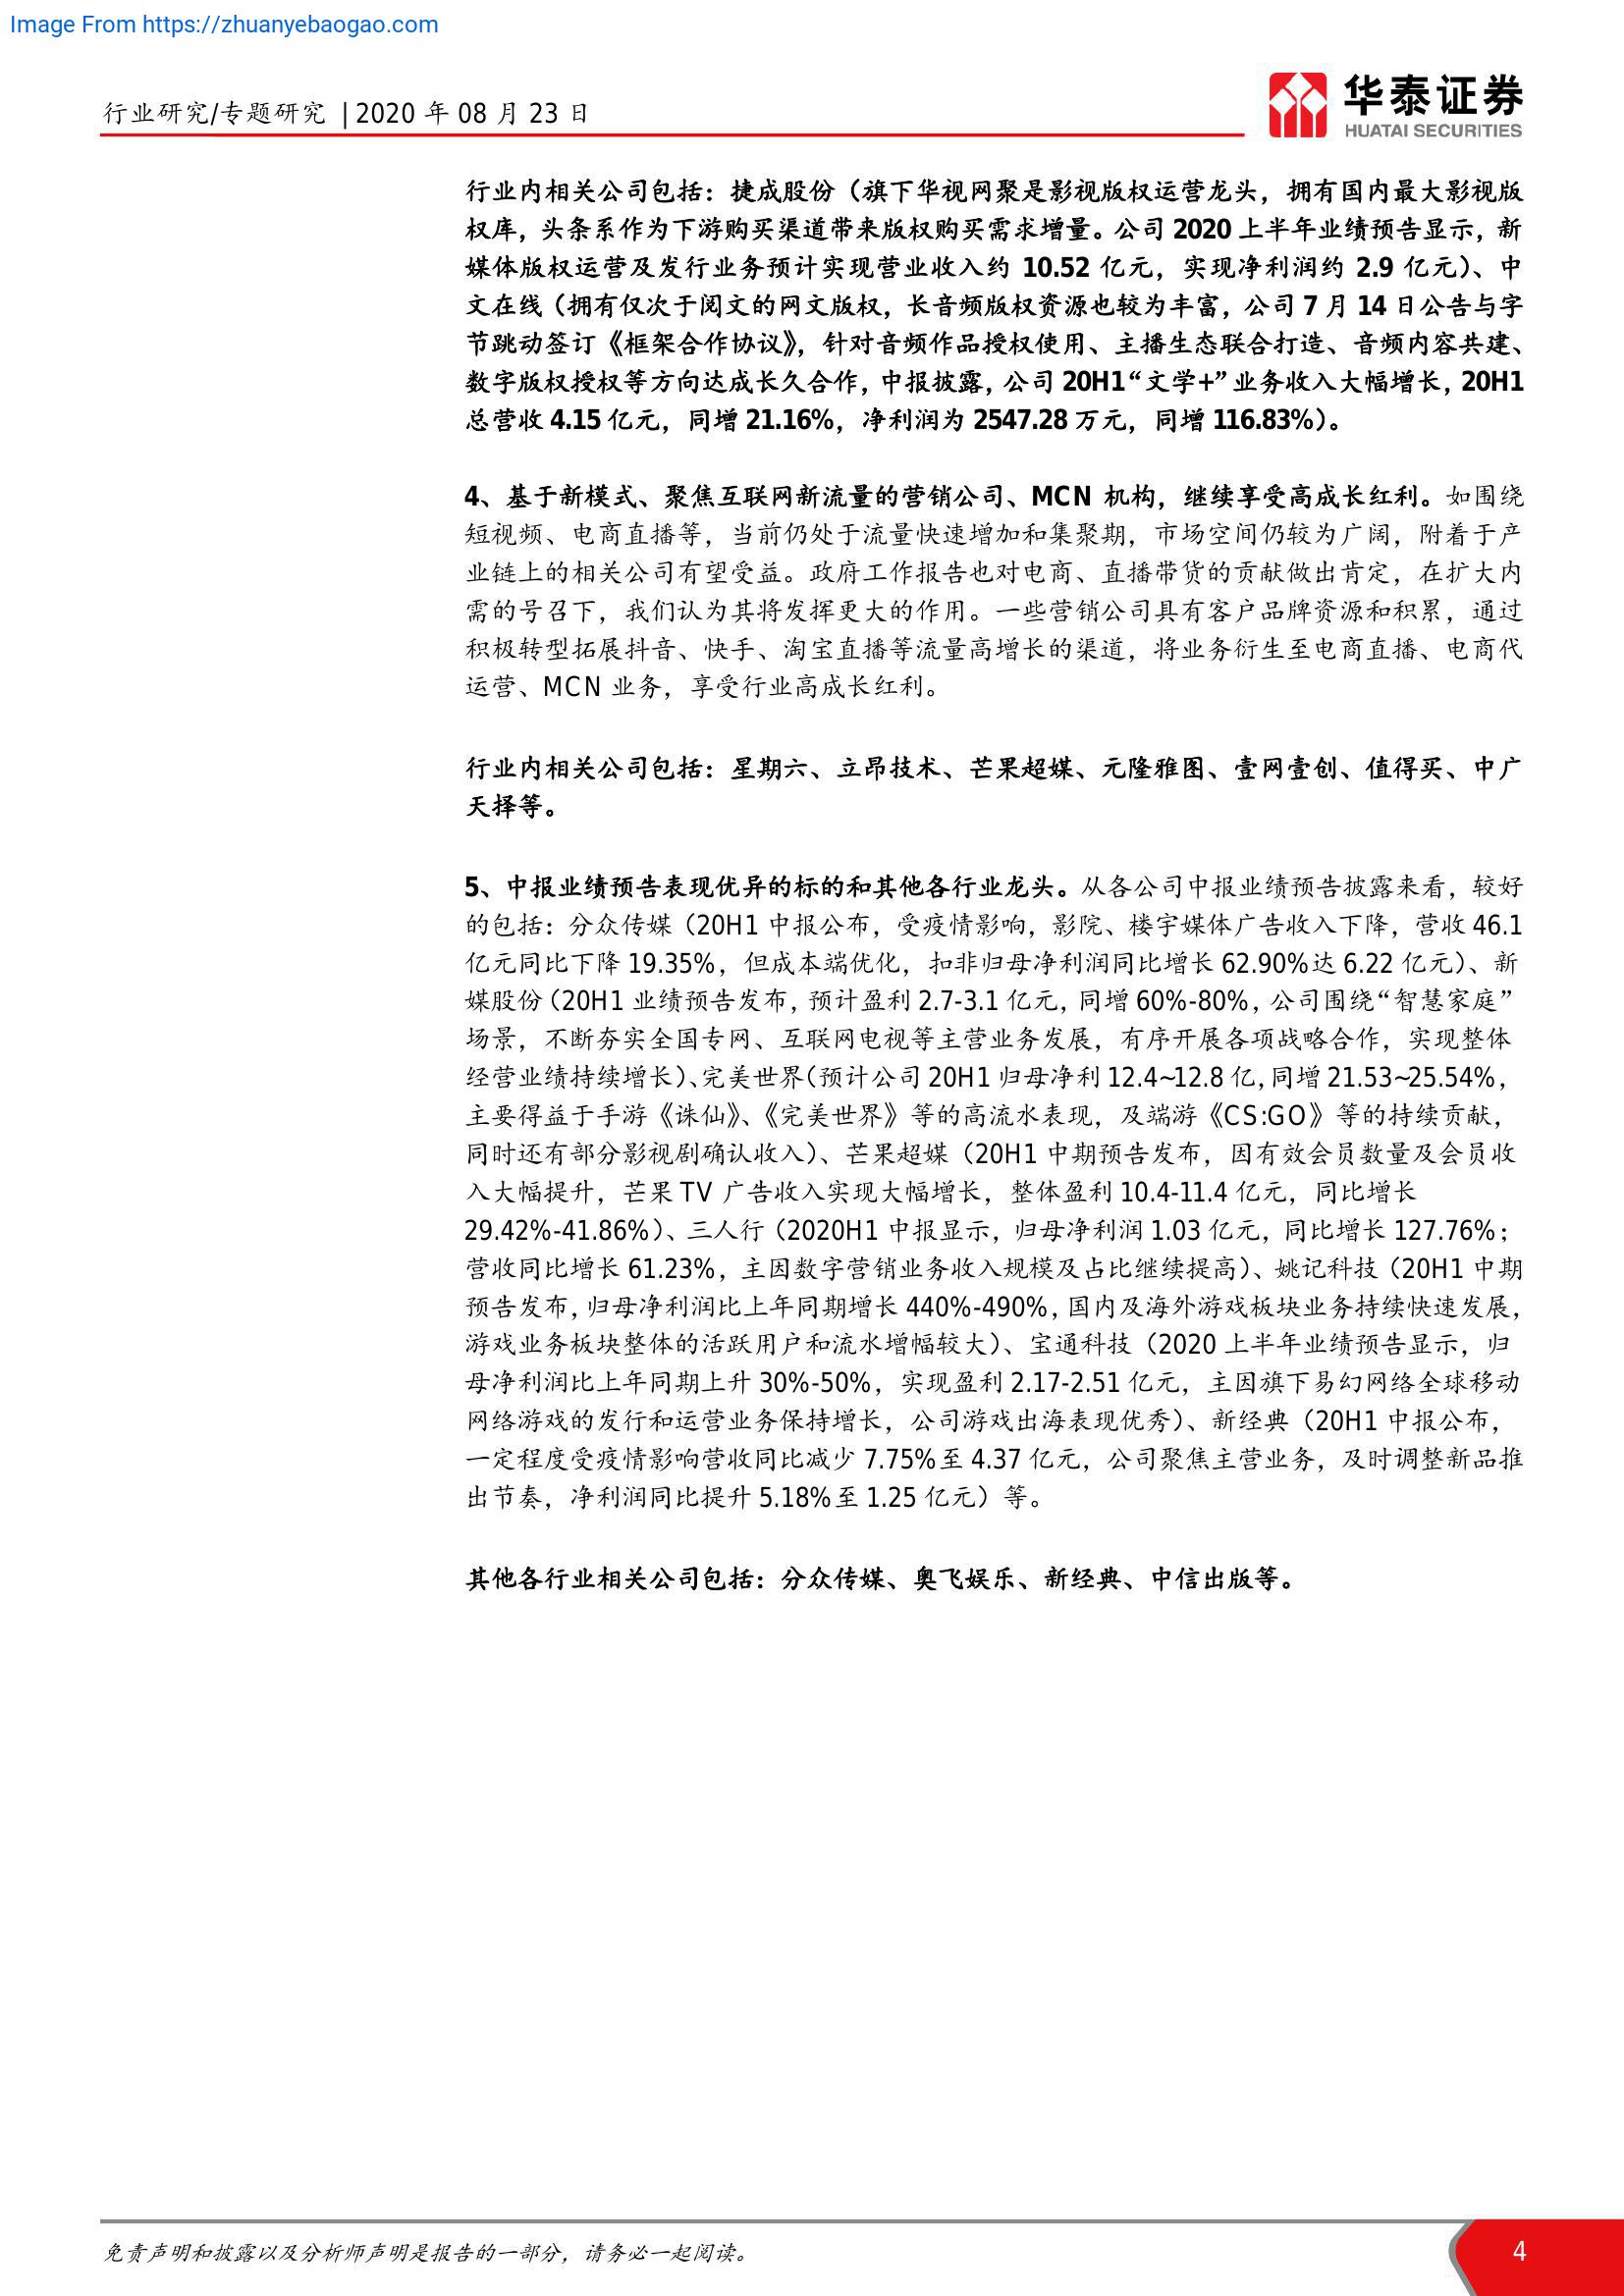 Image From https://zhuanyebaogao.com
行业研究/专题研究 | 2020 年 08 月 23 日
华泰证券
HUATAI SECURITIES
行业内相关公司包括：捷成股份（旗下华视网聚是影视版权运营龙头，拥有国内最大影视版
权库，头条系作为下游购买渠道带来版权购买需求增量。公司 2020 上半年业绩预告显示，新
媒体版权运营及发行业务预计实现营业收入约 10.52 亿元，实现净利润约 2.9 亿元）、中
文在线（拥有仅次于阅文的网文版权，长音频版权资源也较为丰富，公司 7 月 14 日公告与字
节跳动签订《框架合作协议》，针对音频作品授权使用、主播生态联合打造、音频内容共建、
数字版权授权等方向达成长久合作，中报披露，公司 20H1“文学+”业务收入大幅增长，20H1
总营收 4.15 亿元，同增 21.16%，净利润为 2547.28 万元，同增 116.83%）。
4、基于新模式、聚焦互联网新流量的营销公司、MCN 机构，继续享受高成长红利。如围绕
短视频、电商直播等，当前仍处于流量快速增加和集聚期，市场空间仍较为广阔，附着于产
业链上的相关公司有望受益。政府工作报告也对电商、直播带货的贡献做出肯定，在扩大内
需的号召下，我们认为其将发挥更大的作用。一些营销公司具有客户品牌资源和积累，通过
积极转型拓展抖音、快手、淘宝直播等流量高增长的渠道，将业务衍生至电商直播、电商代
运营、MCN 业务，享受行业高成长红利。
行业内相关公司包括：星期六、立昂技术、芒果超媒、元隆雅图、壹网壹创、值得买、中广
天择等。
5、中报业绩预告表现优异的标的和其他各行业龙头。从各公司中报业绩预告披露来看，较好
的包括：分众传媒（20H1 中报公布，受疫情影响，影院、楼宇媒体广告收入下降，营收 46.1
亿元同比下降 19.35%，但成本端优化，扣非归母净利润同比增长 62.90%达 6.22 亿元）、新
媒股份（20H1 业绩预告发布，预计盈利 2.7-3.1 亿元，同增 60%-80%，公司围绕“智慧家庭”
场景，不断夯实全国专网、互联网电视等主营业务发展，有序开展各项战略合作，实现整体
经营业绩持续增长）、完美世界（预计公司 20H1 归母净利 12.4~12.8 亿，同增 21.53~25.54%，
主要得益于手游《诛仙》、《完美世界》等的高流水表现，及端游《CS:GO》等的持续贡献，
同时还有部分影视剧确认收入）、芒果超媒（20H1 中期预告发布，因有效会员数量及会员收
入大幅提升，芒果 TV 广告收入实现大幅增长，整体盈利 10.4-11.4 亿元，同比增长
29.42%-41.86%）、三人行（2020H1 中报显示，归母净利润 1.03 亿元，同比增长 127.76%；
营收同比增长 61.23%，主因数字营销业务收入规模及占比继续提高）、姚记科技（20H1 中期
预告发布，归母净利润比上年同期增长 440%-490%，国内及海外游戏板块业务持续快速发展，
游戏业务板块整体的活跃用户和流水增幅较大）、宝通科技（2020 上半年业绩预告显示，归
母净利润比上年同期上升 30%-50%，实现盈利 2.17-2.51 亿元，主因旗下易幻网络全球移动
网络游戏的发行和运营业务保持增长，公司游戏出海表现优秀）、新经典（20H1 中报公布，
一定程度受疫情影响营收同比减少 7.75%至 4.37 亿元，公司聚焦主营业务，及时调整新品推
出节奏，净利润同比提升 5.18%至 1.25 亿元）等。
其他各行业相关公司包括：分众传媒、奥飞娱乐、新经典、中信出版等。
免责声明和披露以及分析师声明是报告的一部分，请务必一起阅读。
4